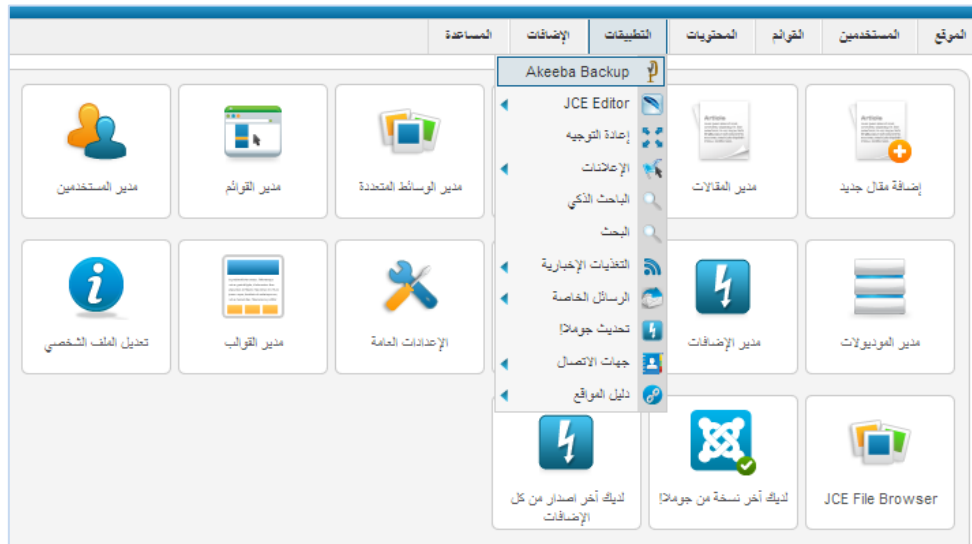 الموقع
المستخدمين
القوائم
المحتويات
التطبيقات
الإضافات
المساعدة
Akeeba Backup
JCE Editor
إعادة التوجيه
الإعلانات
الباحث الذكي
البحث
التغذيات الإخبارية
الرسائل الخاصة
تحديث جوملا!
جهات الاتصال
دليل المواقع
Article
إضافة مقال جديد
Article
مدير المقالات
مدير الوسائط المتعددة
مدير القوائم
مدير المستخدمين
مدير الموديولات
مدير الإضافات
الإعدادات العامة
مدير القوالب
تعديل الملف الشخصي
JCE File Browser
لديك آخر نسخة من جوملا!
لديك آخر اصدار من كل
الإضافات